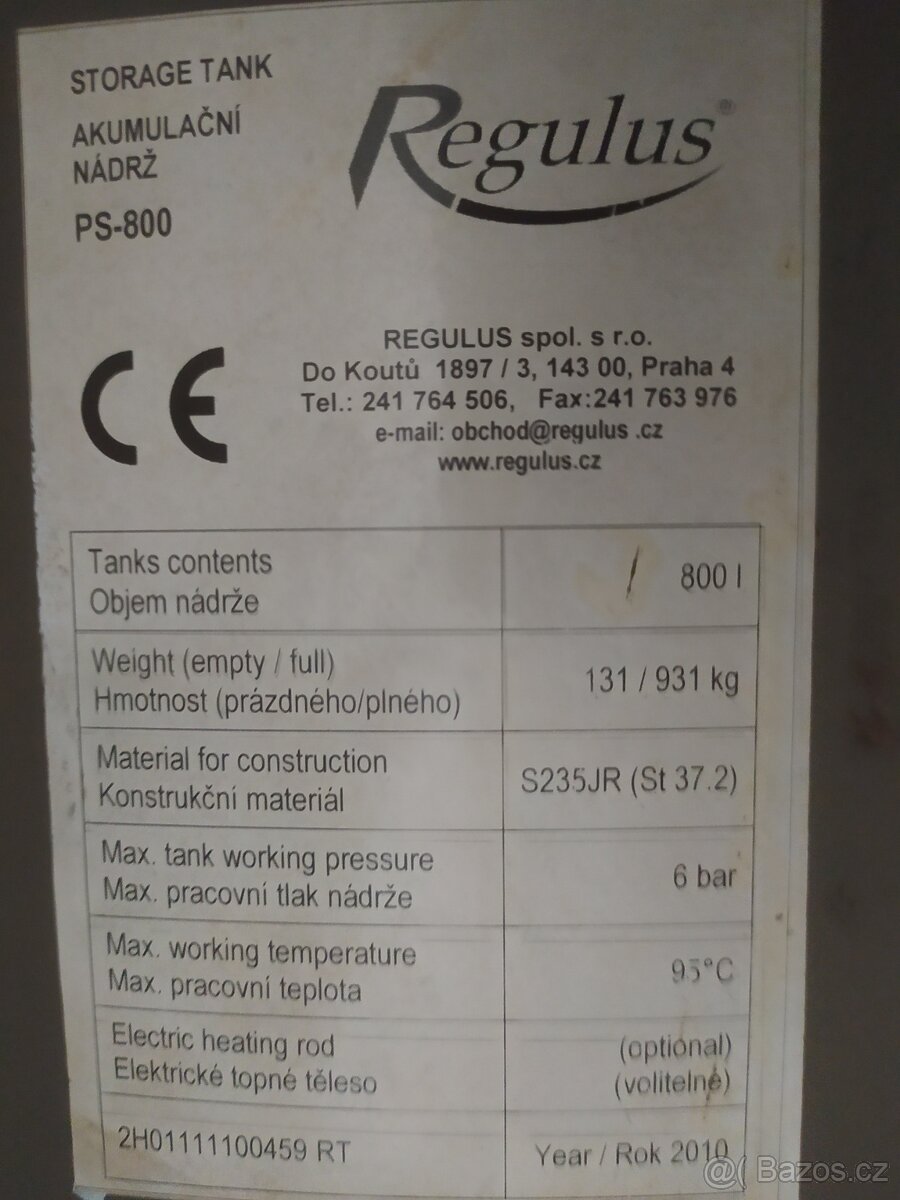 STORAGE TANK
AKUMULAČNÍ
NÁDRŽ
PS-800
Regulus®
CE
REGULUS spol. s r.o.
Do Koutů 1897 / 3, 143 00, Praha 4
Tel.: 241 764 506, Fax:241 763 976
e-mail: obchod@regulus .cz
www.regulus.cz
Tanks contents
Objem nádrže
800 l
Weight (empty / full)
Hmotnost (prázdného/plného)
131 / 931 kg
Material for construction
Konstrukční materiál
S235JR (St 37.2)
Max. tank working pressure
Max. pracovní tlak nádrže
6 bar
Max. working temperature
Max. pracovní teplota
95°C
Electric heating rod
Elektrické topné těleso
(optional)
(volitelné)
2H01111100459 RT
Year / Rok 2010
@( Bazos.cz